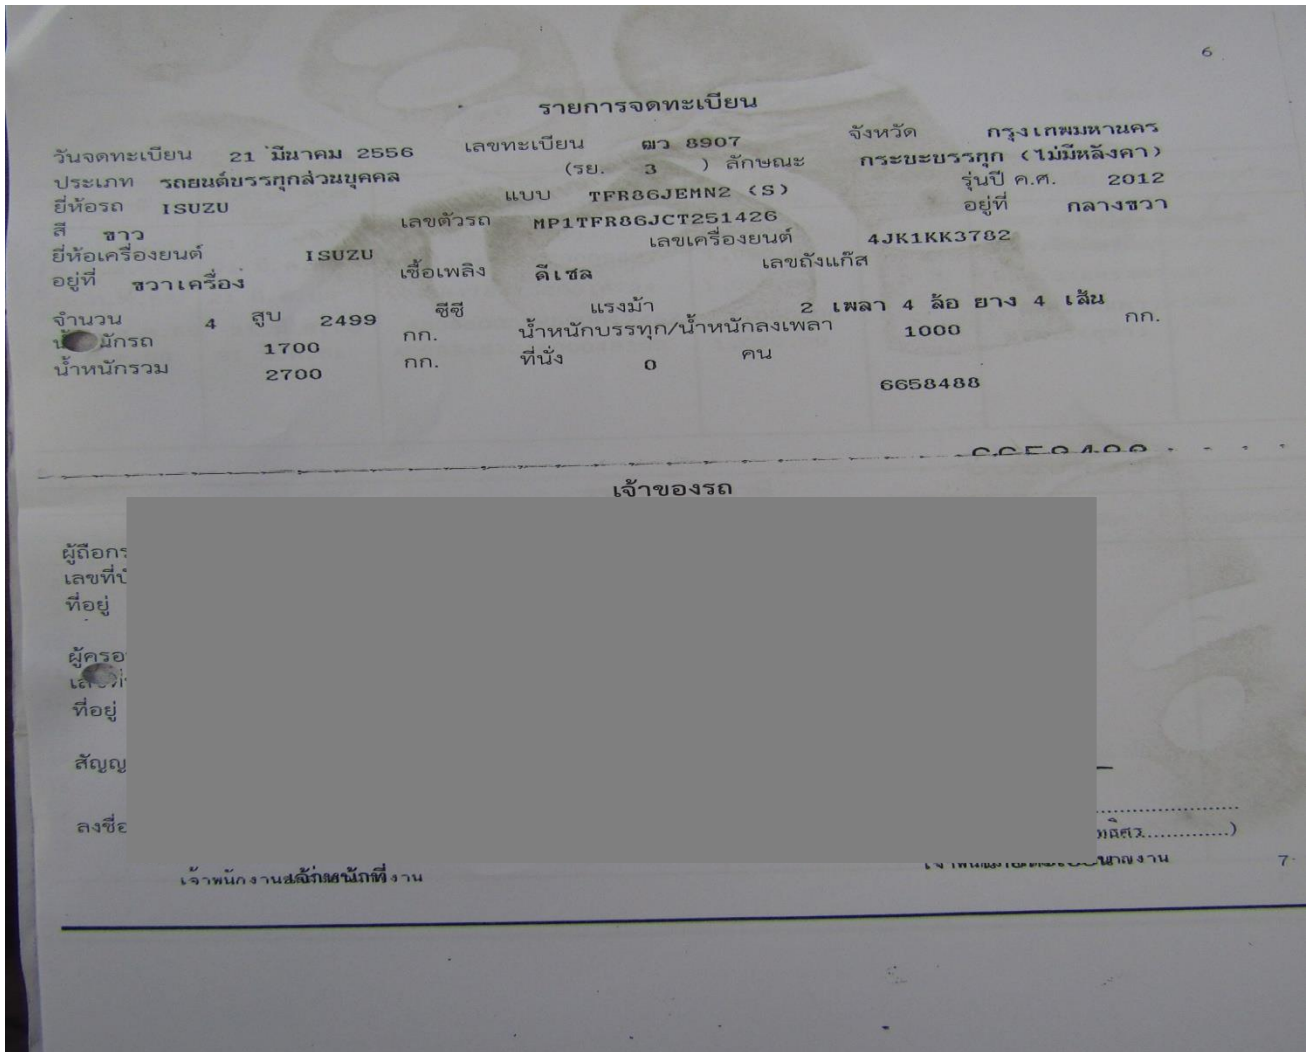 6
รายการจดทะเบียน
วันจดทะเบียน 21 มีนาคม 2556 เลขทะเบียน ฒว 8907 จังหวัด กรุงเทพมหานคร
ประเภท รถยนต์บรรทุกส่วนบุคคล (รย. 3 ) ลักษณะ กระบะบรรทุก (ไม่มีหลังคา)
ยี่ห้อรถ ISUZU แบบ TFR86JEMN2 (S) รุ่นปี ค.ศ. 2012
สี ขาว เลขตัวรถ MP1TFR86JCT251426 อยู่ที่ กลางขวา
ยี่ห้อเครื่องยนต์ ISUZU เลขเครื่องยนต์ 4JK1KK3782
อยู่ที่ ขวาเครื่อง เชื้อเพลิง ดีเซล เลขถังแก๊ส
จำนวน 4 สูบ 2499 ซีซี แรงม้า 2 เพลา 4 ล้อ ยาง 4 เส้น
1700 กก. น้ำหนักบรรทุก/น้ำหนักลงเพลา 1000 กก.
น้ำหนักรวม 2700 กก. ที่นั่ง 0 คน
6658488
เจ้าของรถ
ที่อยู่
ที่อยู่
7